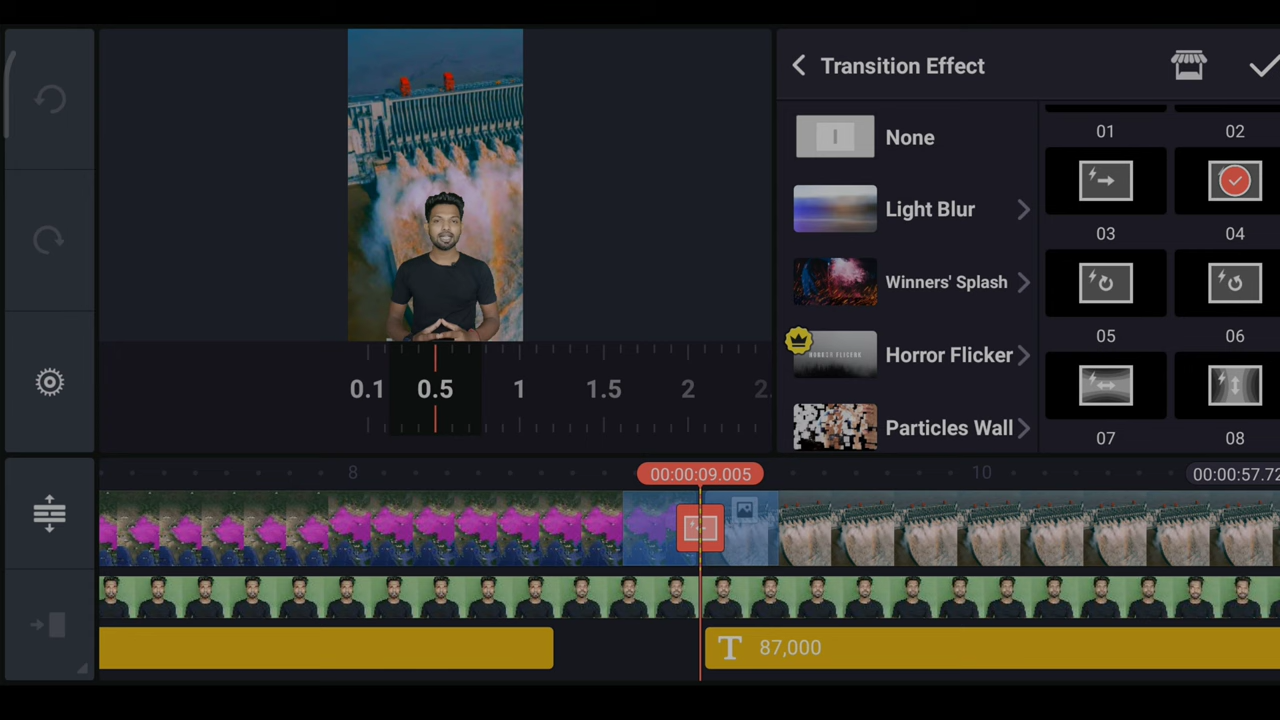 Transition Effect
None
Light Blur
Winners' Splash
HORROR FLICKER
Horror Flicker
Particles Wall
01
02
03
04
05
06
07
08
0.1
0.5
1
1.5
2
2.
8
00:00:09.005
10
00:00:57.72
T
87,000